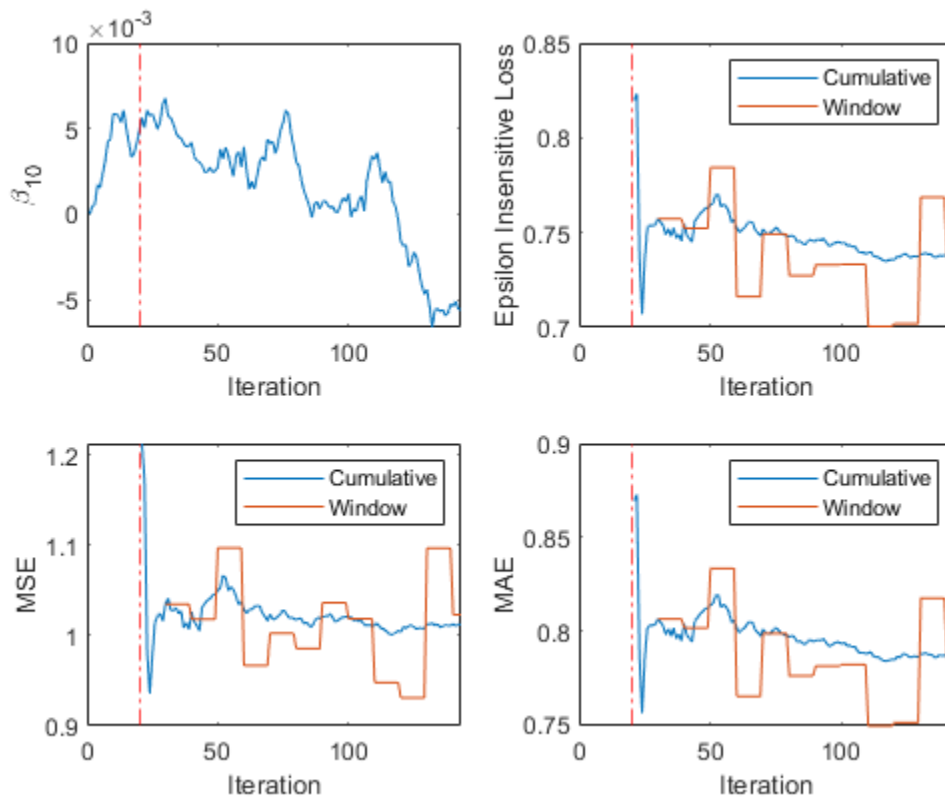 ×10⁻³
10
5
0
-5
β₁₀
0 50 100
Iteration
0.85
0.8
0.75
0.7
Epsilon Insensitive Loss
Cumulative
Window
0 50 100
Iteration
1.2
1.1
1
0.9
MSE
Cumulative
Window
0 50 100
Iteration
0.9
0.85
0.8
0.75
MAE
Cumulative
Window
0 50 100
Iteration